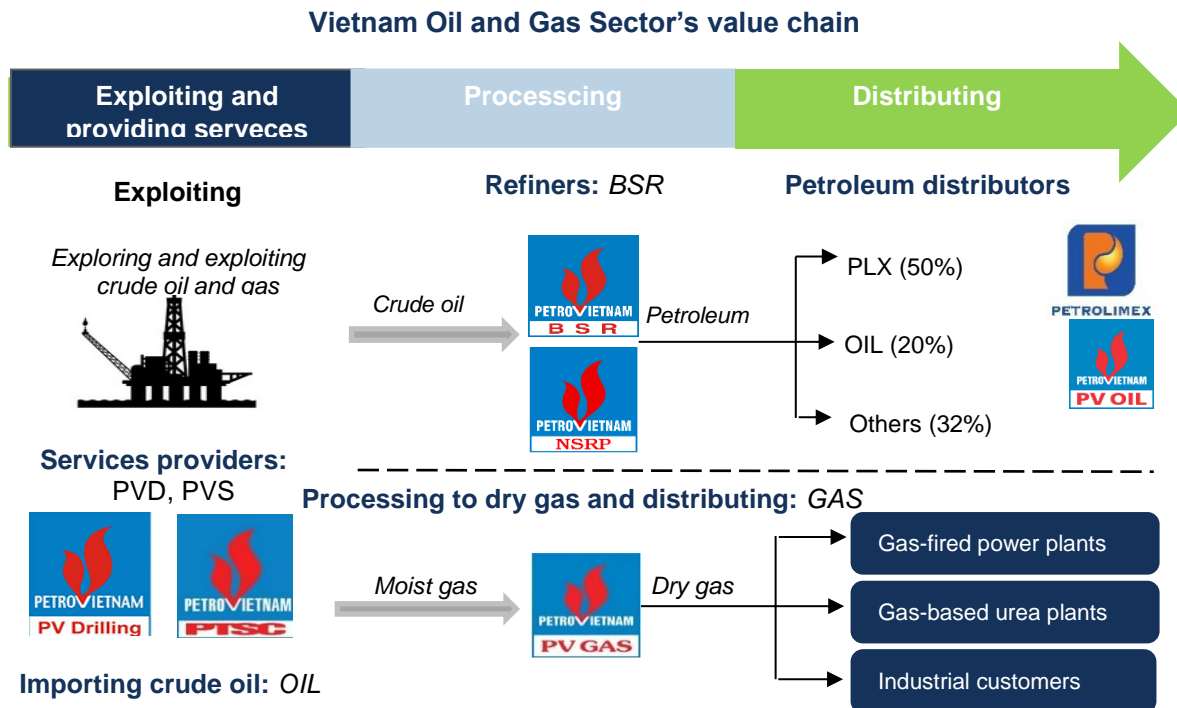 Vietnam Oil and Gas Sector's value chain
Exploiting and
providing serveces
Processcing
Distributing
Exploiting
Exploring and exploiting
crude oil and gas
Refiners: BSR
Petroleum distributors
Crude oil
PETROVIETNAM
B S R
PETROVIETNAM
NSRP
Petroleum
PLX (50%)
OIL (20%)
Others (32%)
PETROLIMEX
PETROVIETNAM
PV OIL
Services providers:
PVD, PVS
PETROVIETNAM
PV Drilling
PETROVIETNAM
PTSC
Importing crude oil: OIL
Processing to dry gas and distributing: GAS
Moist gas
PETROVIETNAM
PV GAS
Dry gas
Gas-fired power plants
Gas-based urea plants
Industrial customers